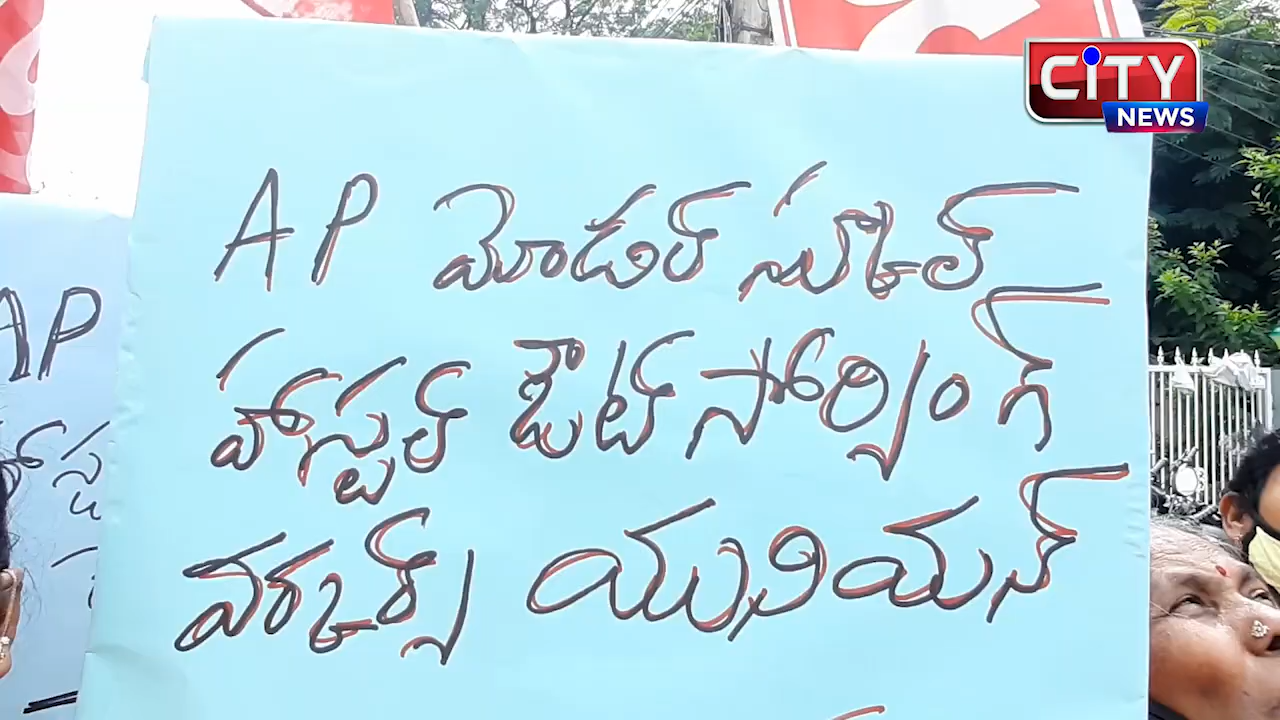 AP మోడల్ స్కూల్
హాస్టల్ ఔట్ సోర్సింగ్
వర్కర్స్ యునియన్
CiTY
NEWS
AP